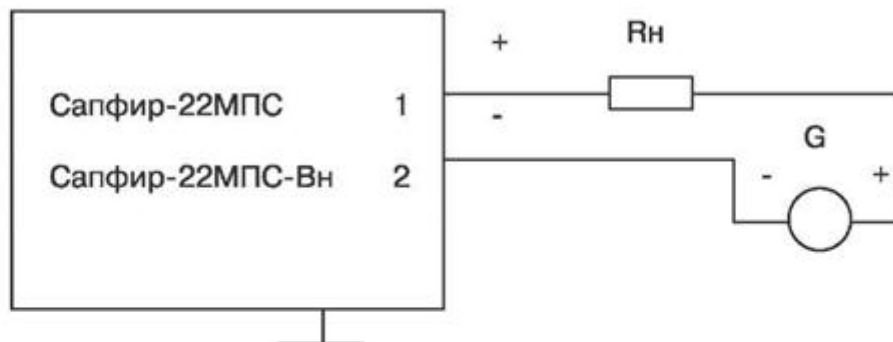 + Rн
Сапфир-22МПС 1
- G
Сапфир-22МПС-Вн 2 - +